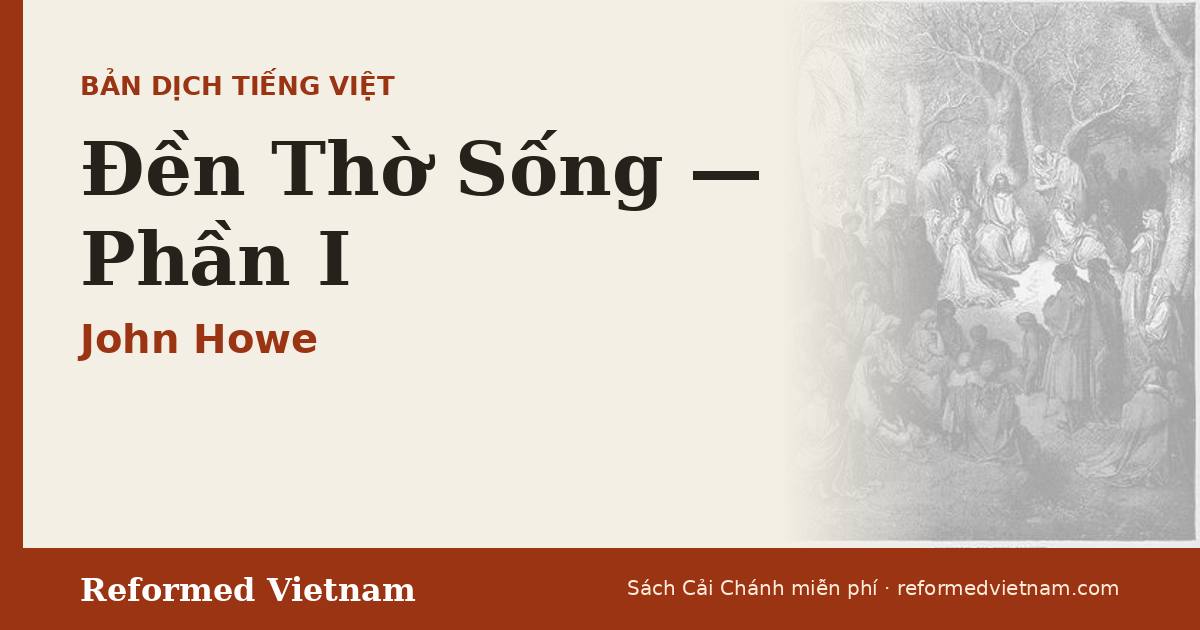 BẢN DỊCH TIẾNG VIỆT
Đền Thờ Sống —
Phần I
John Howe
Reformed Vietnam
Sách Cải Chánh miễn phí · reformedvietnam.com